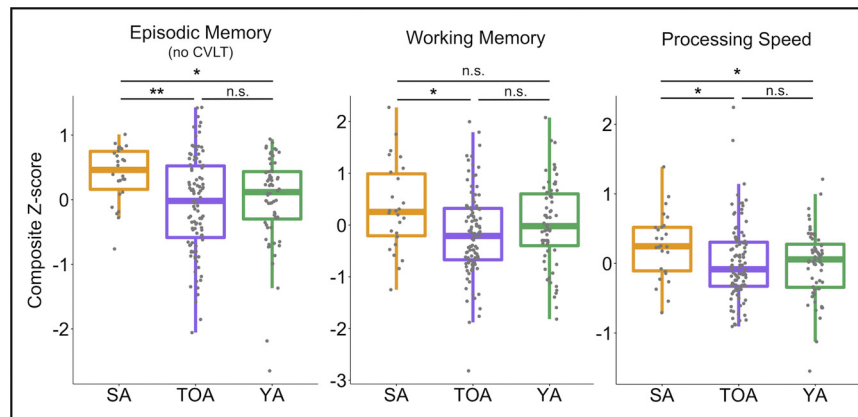 Episodic Memory
(no CVLT)
Working Memory
Processing Speed
Composite Z-score
*
**
n.s.
1
0
-1
-2
SA
TOA
YA
n.s.
*
n.s.
2
1
0
-1
-2
-3
SA
TOA
YA
*
*
n.s.
2
1
0
-1
SA
TOA
YA